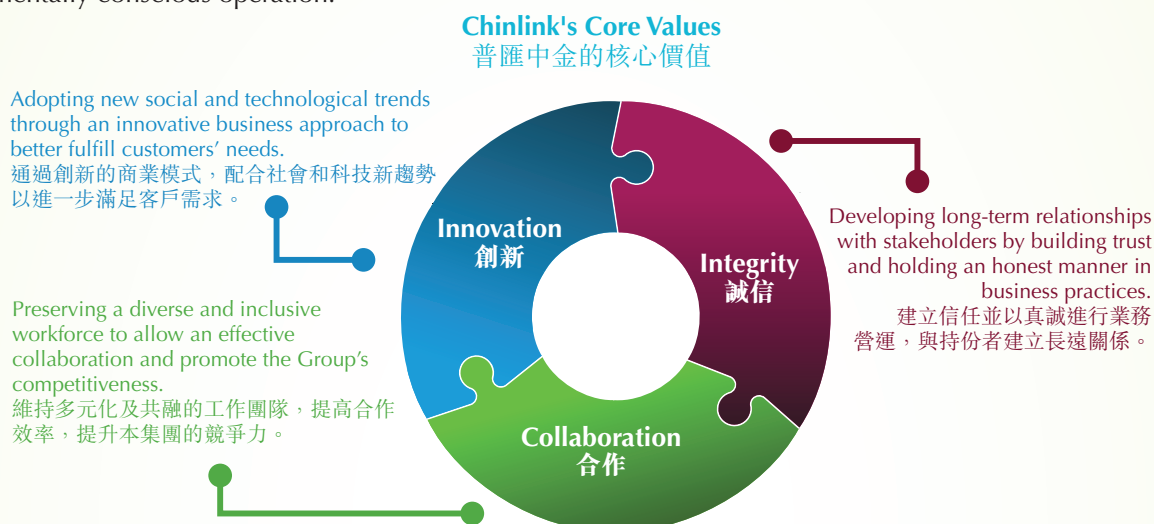 mentally-conscious operation.
Chinlink's Core Values
普匯中金的核心價值
Adopting new social and technological trends
through an innovative business approach to
better fulfill customers’ needs.
通過創新的商業模式，配合社會和科技新趨勢
以進一步滿足客戶需求。
Innovation
創新
Integrity
誠信
Developing long-term relationships
with stakeholders by building trust
and holding an honest manner in
business practices.
建立信任並以真誠進行業務
營運，與持份者建立長遠關係。
Preserving a diverse and inclusive
workforce to allow an effective
collaboration and promote the Group’s
competitiveness.
維持多元化及共融的工作團隊，提高合作
效率，提升本集團的競爭力。
Collaboration
合作